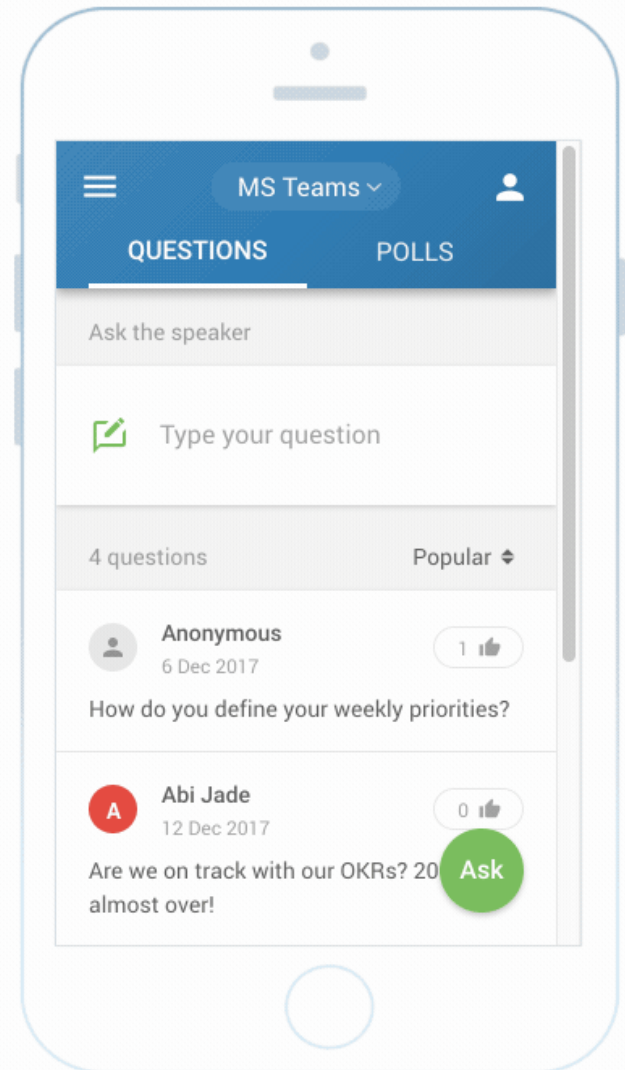 MS Teams
QUESTIONS POLLS
Ask the speaker
Type your question
4 questions Popular
Anonymous
6 Dec 2017
1
How do you define your weekly priorities?
A
Abi Jade
12 Dec 2017
0
Are we on track with our OKRs? 20
Ask
almost over!